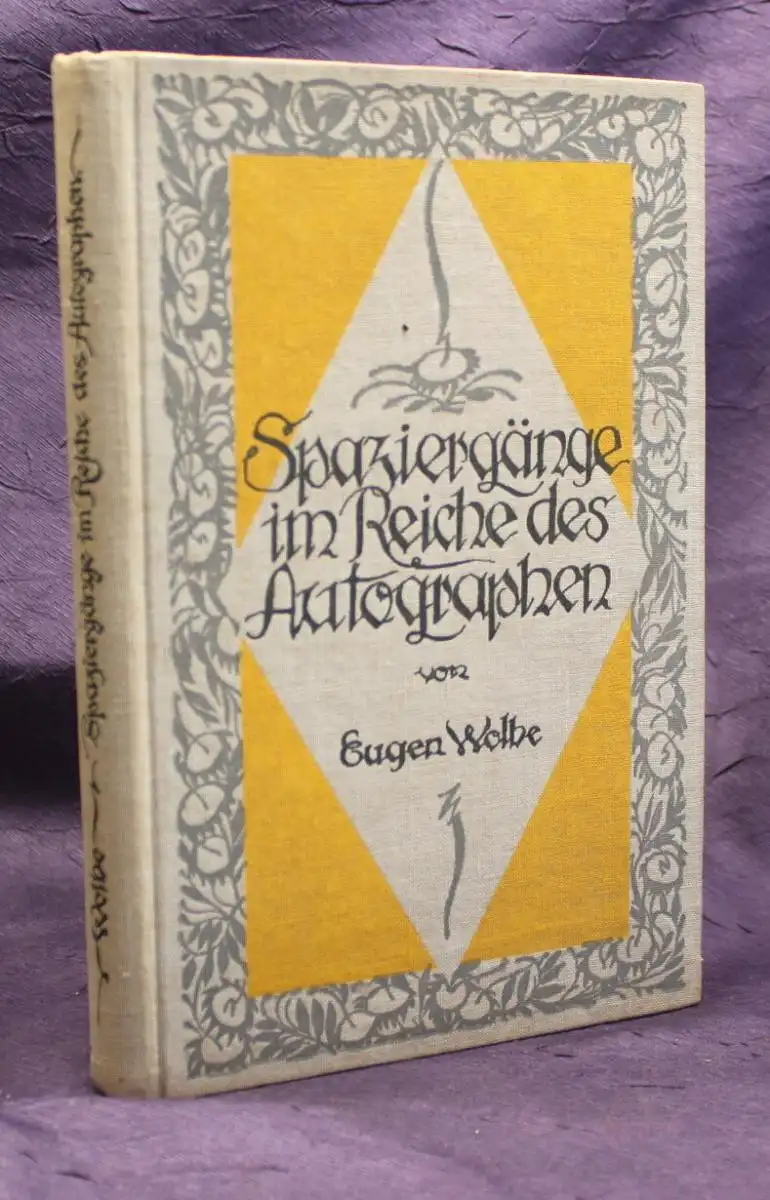 Spaziergänge
im Reiche des
Autographen
von
Eugen Wolbe
Spaziergänge im Reiche des Autographen.
Wolbe